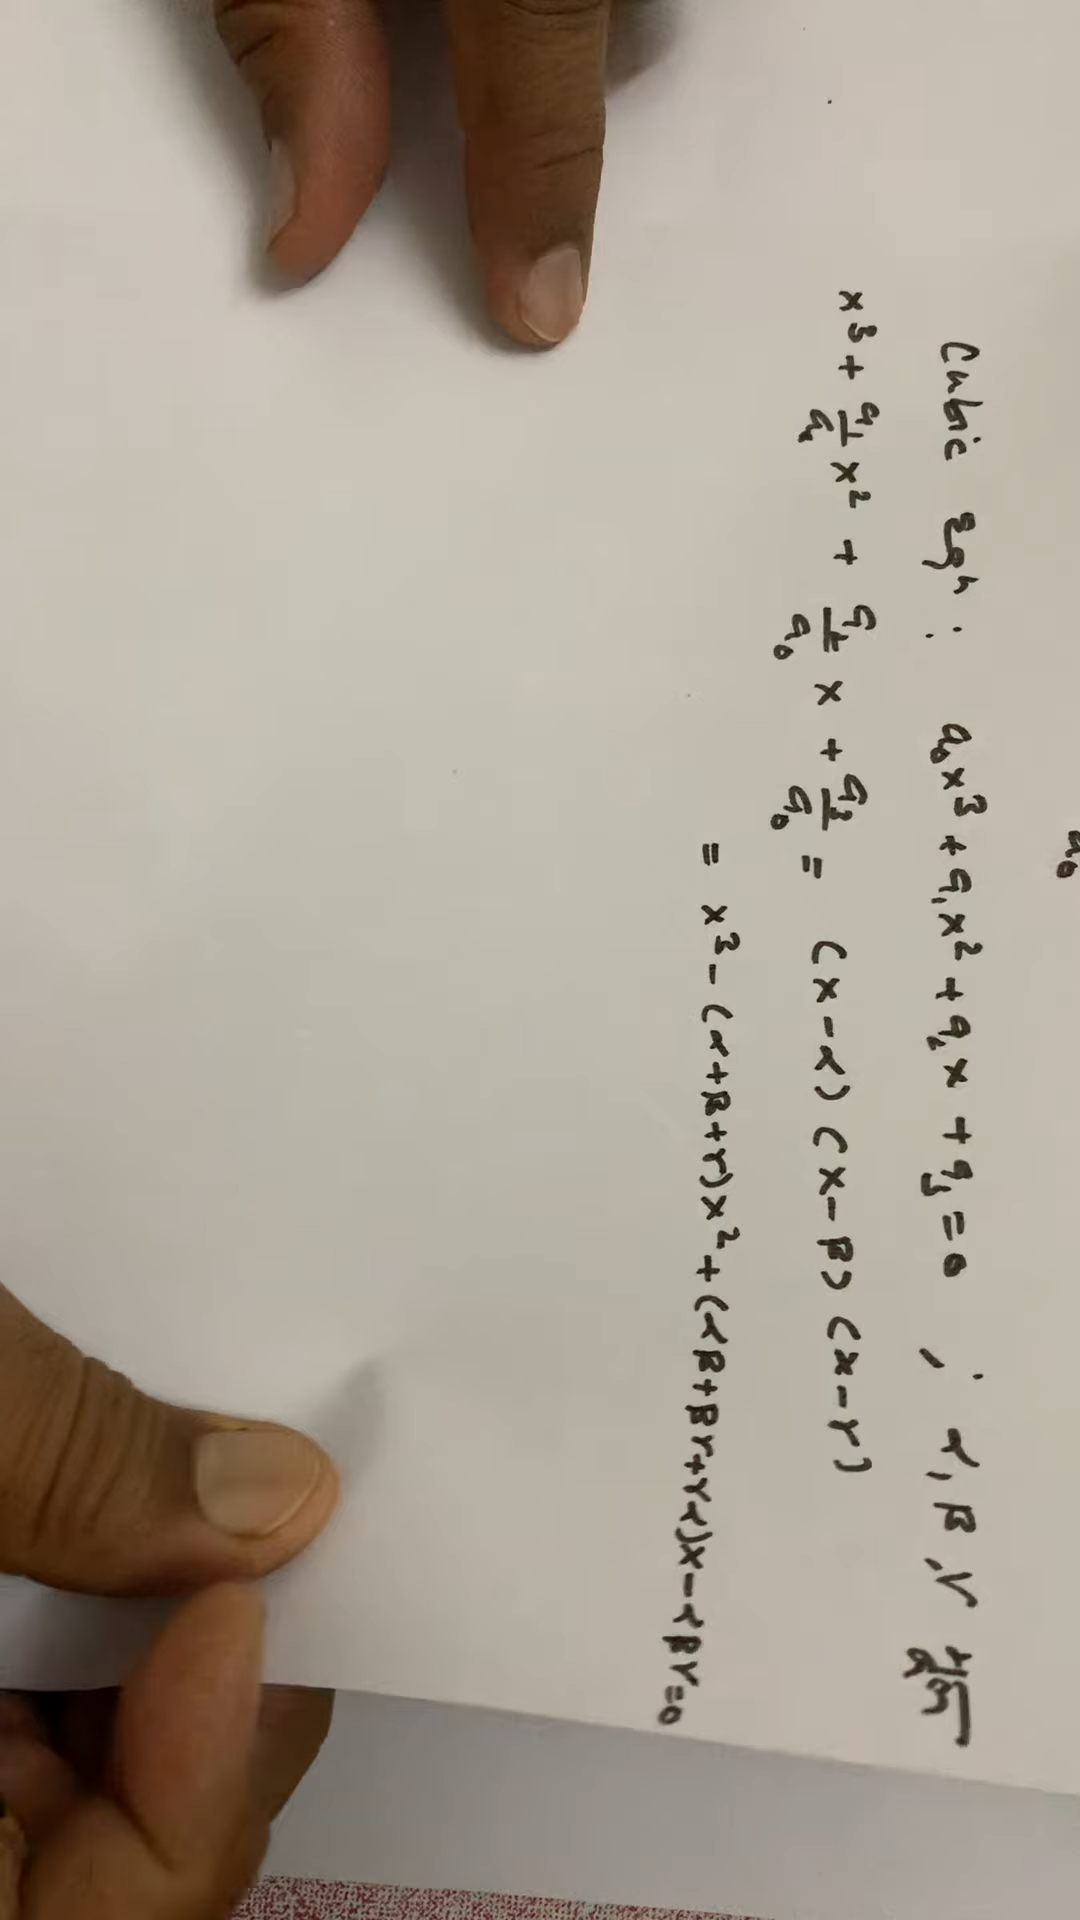 a₀
Cubic Eqⁿ : a₀x³ + a₁x² + a₂x + a₃ = 0 ; α, β, γ
x³ + a₁/a₀ x² + a₂/a₀ x + a₃/a₀ = (x-α) (x-β) (x-γ)
= x³ - (α+β+γ)x² + (αβ+βγ+γα)x - αβγ = 0